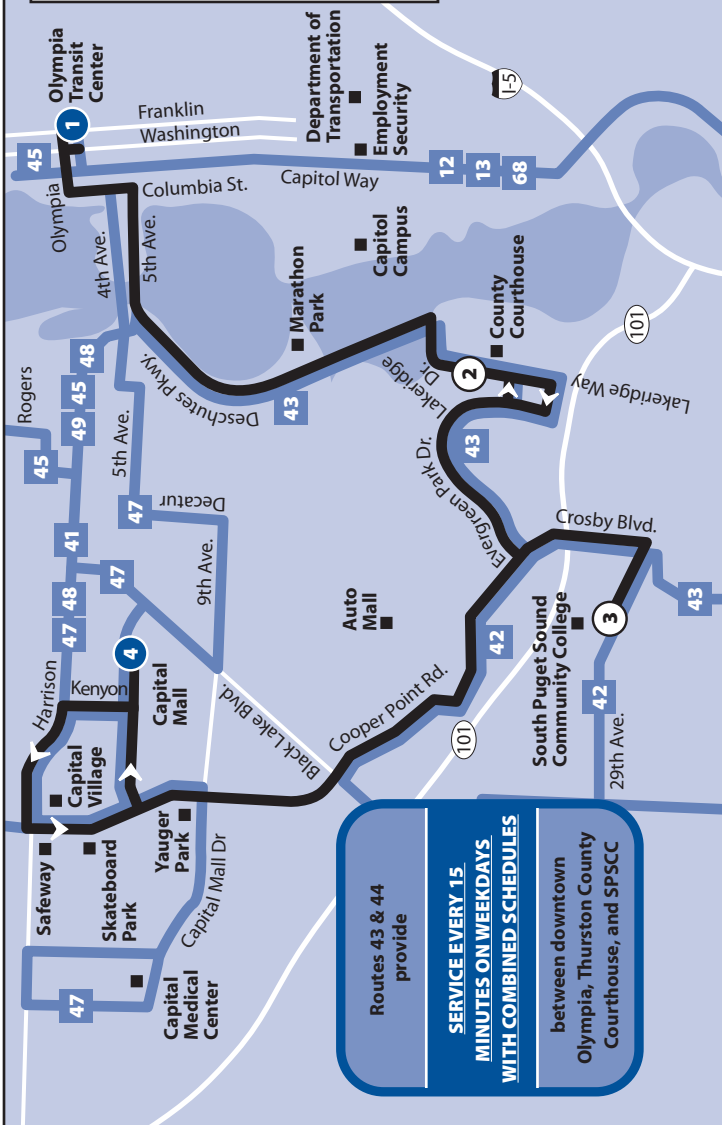 45
Olympia
Transit
Center
1
Franklin
Washington
Olympia
4th Ave.
5th Ave.
Columbia St.
Capitol Way
Department of
Transportation
Employment
Security
12
13
68
I-5
Capitol
Campus
Marathon
Park
County
Courthouse
2
Lakeridge
Dr.
Lakeridge Way
101
Deschutes Pkwy.
43
Rogers
45
49
45
48
5th Ave.
47
Decatur
9th Ave.
Evergreen Park Dr.
43
Crosby Blvd.
41
48
47
47
4
Capital
Mall
Harrison
Kenyon
Capital
Village
Auto
Mall
42
Cooper Point Rd.
Black Lake Blvd.
101
South Puget Sound
Community College
3
42
43
29th Ave.
Safeway
Skateboard
Park
Yauger
Park
Capital Mall Dr
47
Capital
Medical
Center
Routes 43 & 44
provide
SERVICE EVERY 15
MINUTES ON WEEKDAYS
WITH COMBINED SCHEDULES
between downtown
Olympia, Thurston County
Courthouse, and SPSCC